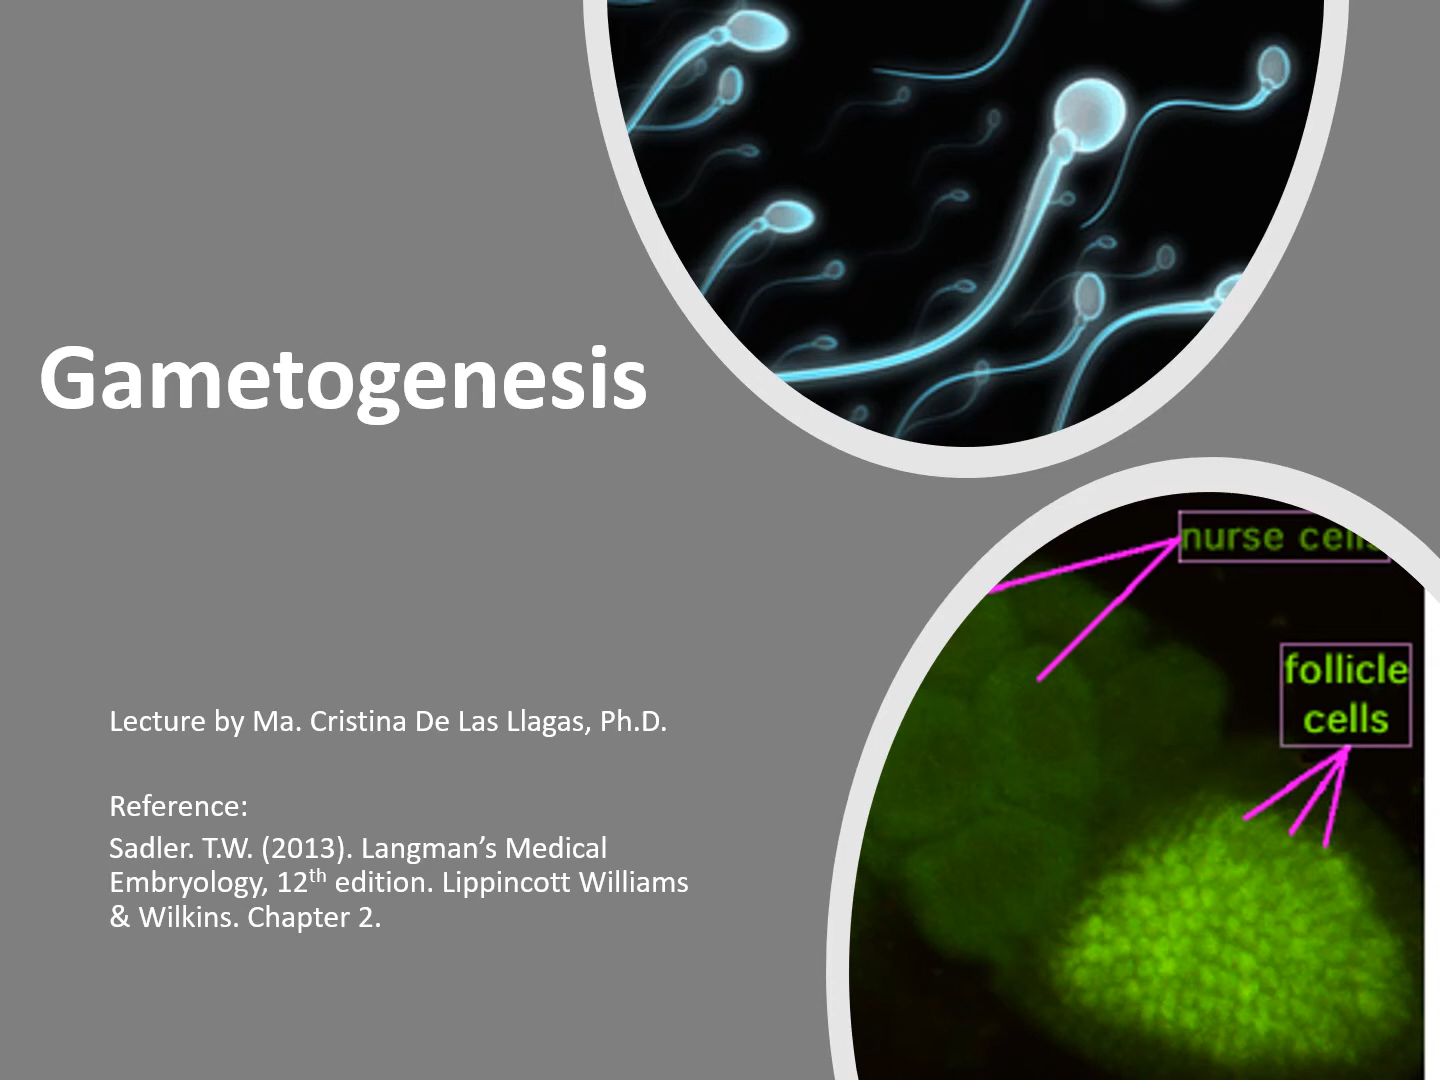 Gametogenesis
Lecture by Ma. Cristina De Las Llagas, Ph.D.
Reference:
Sadler. T.W. (2013). Langman’s Medical
Embryology, 12th edition. Lippincott Williams
& Wilkins. Chapter 2.
nurse cells
follicle
cells